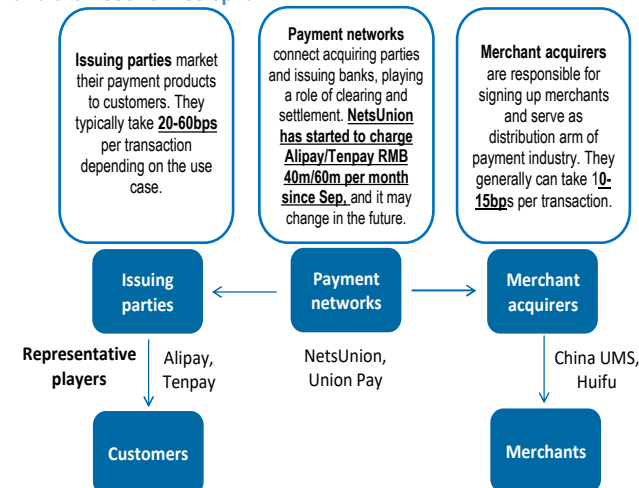 Issuing parties market
their payment products
to customers. They
typically take 20-60bps
per transaction
depending on the use
case.
Payment networks
connect acquiring parties
and issuing banks, playing
a role of clearing and
settlement. NetsUnion
has started to charge
Alipay/Tenpay RMB
40m/60m per month
since Sep, and it may
change in the future.
Merchant acquirers
are responsible for
signing up merchants
and serve as
distribution arm of
payment industry. They
generally can take 10-
15bps per transaction.
Issuing
parties
Payment
networks
Merchant
acquirers
Representative
players
Alipay,
Tenpay
NetsUnion,
Union Pay
China UMS,
Huifu
Customers
Merchants